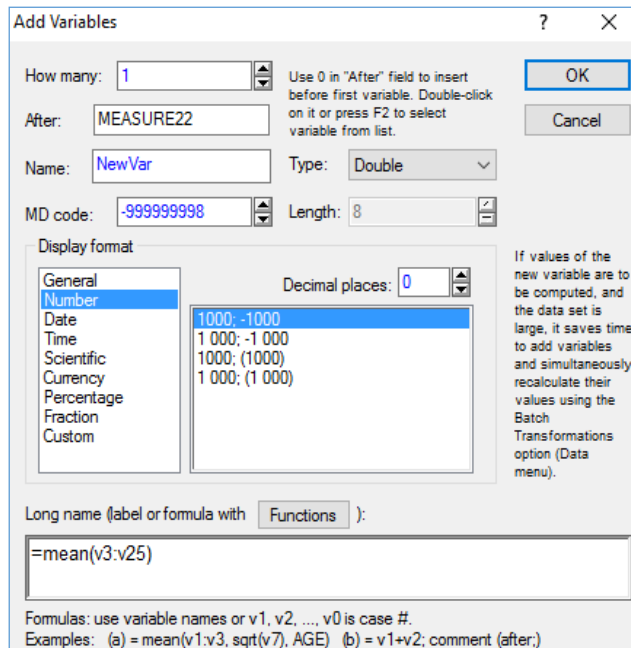 Add Variables ? ✕
How many: 1
Use 0 in "After" field to insert
before first variable. Double-click
on it or press F2 to select
variable from list.
OK
After: MEASURE22
Cancel
Name: NewVar
Type: Double
MD code: -999999998
Length: 8
Display format
General
Number
Date
Time
Scientific
Currency
Percentage
Fraction
Custom
Decimal places: 0
1000; -1000
1 000; -1 000
1000; (1000)
1 000; (1 000)
If values of the
new variable are to
be computed, and
the data set is
large, it saves time
to add variables
and simultaneously
recalculate their
values using the
Batch
Transformations
option (Data
menu).
Long name (label or formula with Functions ):
=mean(v3:v25)
Formulas: use variable names or v1, v2, ..., v0 is case #.
Examples: (a) = mean(v1:v3, sqrt(v7), AGE) (b) = v1+v2; comment (after;)